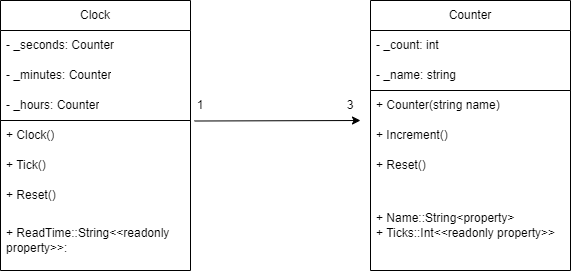 Clock
- _seconds: Counter
- _minutes: Counter
- _hours: Counter
+ Clock()
+ Tick()
+ Reset()
+ ReadTime::String<<readonly
property>>:
1
3
Counter
- _count: int
- _name: string
+ Counter(string name)
+ Increment()
+ Reset()
+ Name::String<property>
+ Ticks::Int<<readonly property>>